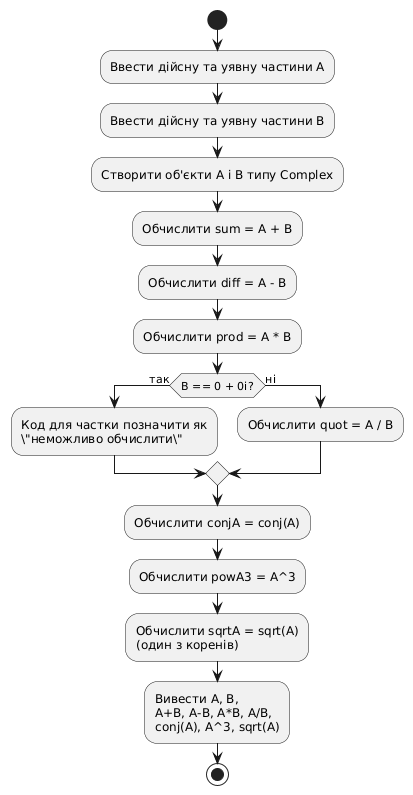 Ввести дійсну та уявну частини A
Ввести дійсну та уявну частини B
Створити об'єкти A і B типу Complex
Обчислити sum = A + B
Обчислити diff = A - B
Обчислити prod = A * B
так
B == 0 + 0i?
ні
Код для частки позначити як
\"неможливо обчислити\"
Обчислити quot = A / B
Обчислити conjA = conj(A)
Обчислити powA3 = A^3
Обчислити sqrtA = sqrt(A)
(один з коренів)
Вивести A, B,
A+B, A-B, A*B, A/B,
conj(A), A^3, sqrt(A)